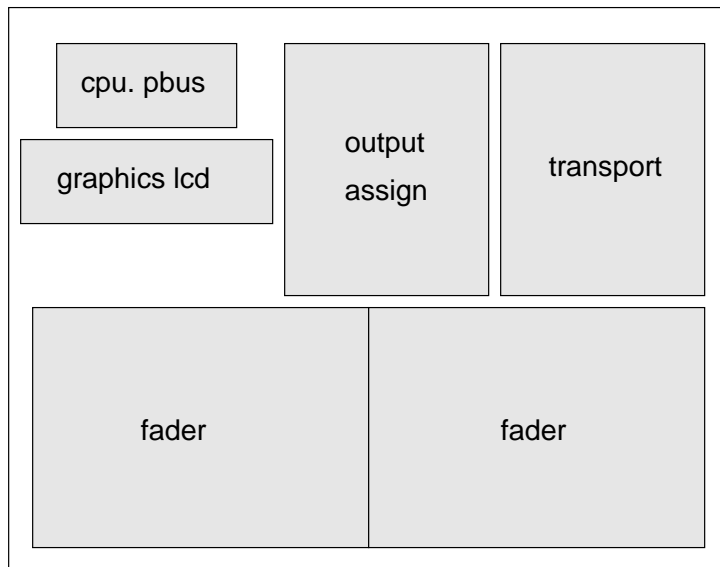 cpu. pbus
graphics lcd
output
assign
transport
fader
fader